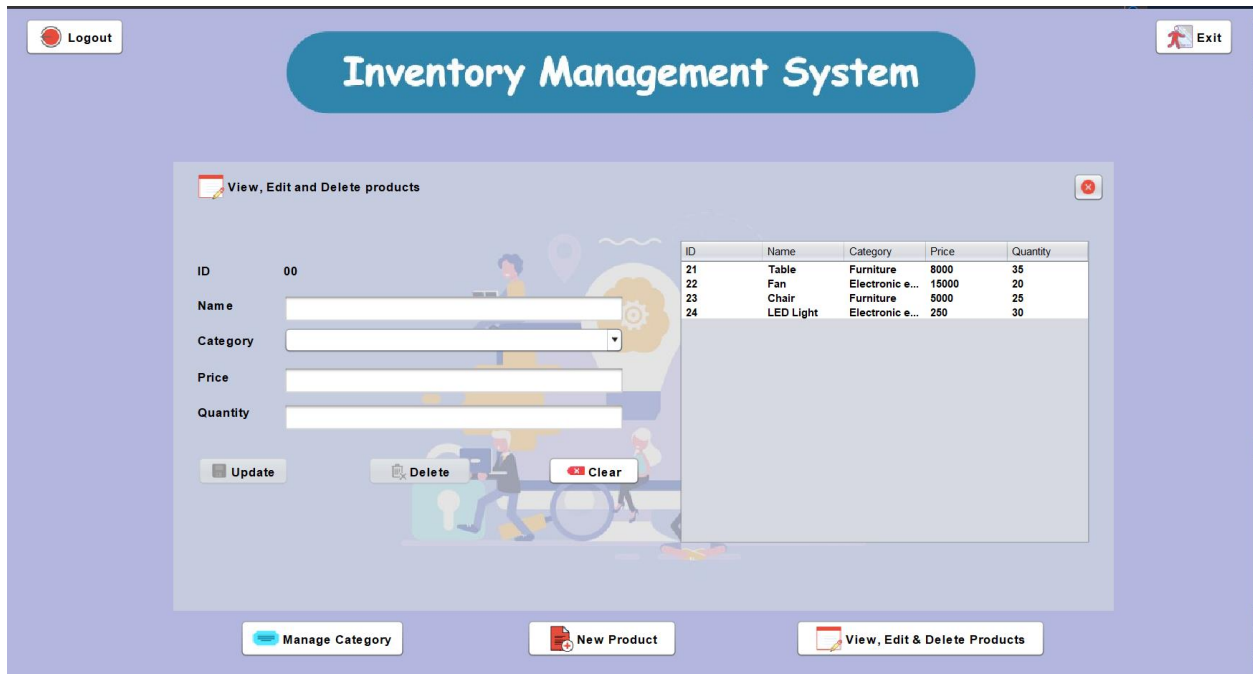 Logout
Exit
Inventory Management System
View, Edit and Delete products
ID 00
Name
Category
Price
Quantity
Update Delete Clear
ID Name Category Price Quantity
21 Table Furniture 8000 35
22 Fan Electronic e... 15000 20
23 Chair Furniture 5000 25
24 LED Light Electronic e... 250 30
Manage Category New Product View, Edit & Delete Products